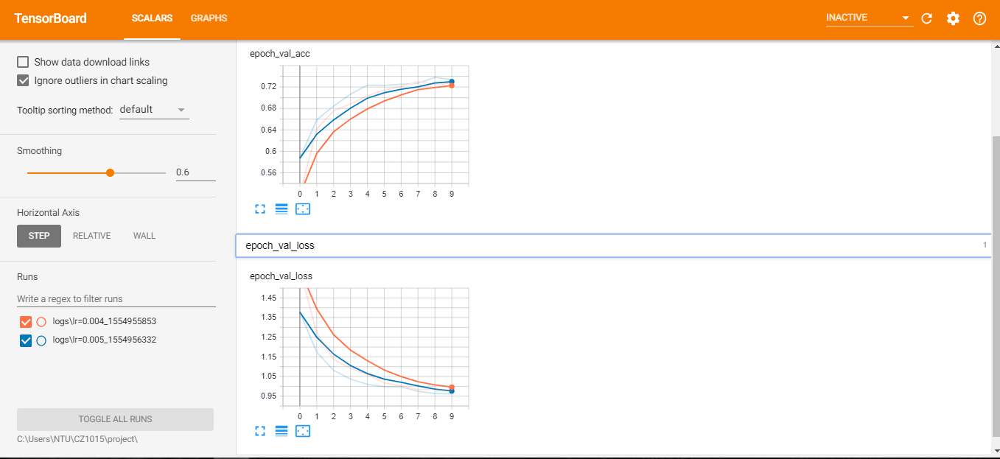 TensorBoard SCALARS GRAPHS INACTIVE
Show data download links
Ignore outliers in chart scaling
Tooltip sorting method: default
Smoothing
0.6
Horizontal Axis
STEP RELATIVE WALL
Runs
Write a regex to filter runs
logs\lr=0.004_1554955853
logs\lr=0.005_1554956332
TOGGLE ALL RUNS
C:\Users\NTU\CZ1015\project\
epoch_val_acc
0.72
0.68
0.64
0.6
0.56
0 1 2 3 4 5 6 7 8 9
epoch_val_loss 1
epoch_val_loss
1.45
1.35
1.25
1.15
1.05
0.95
0 1 2 3 4 5 6 7 8 9